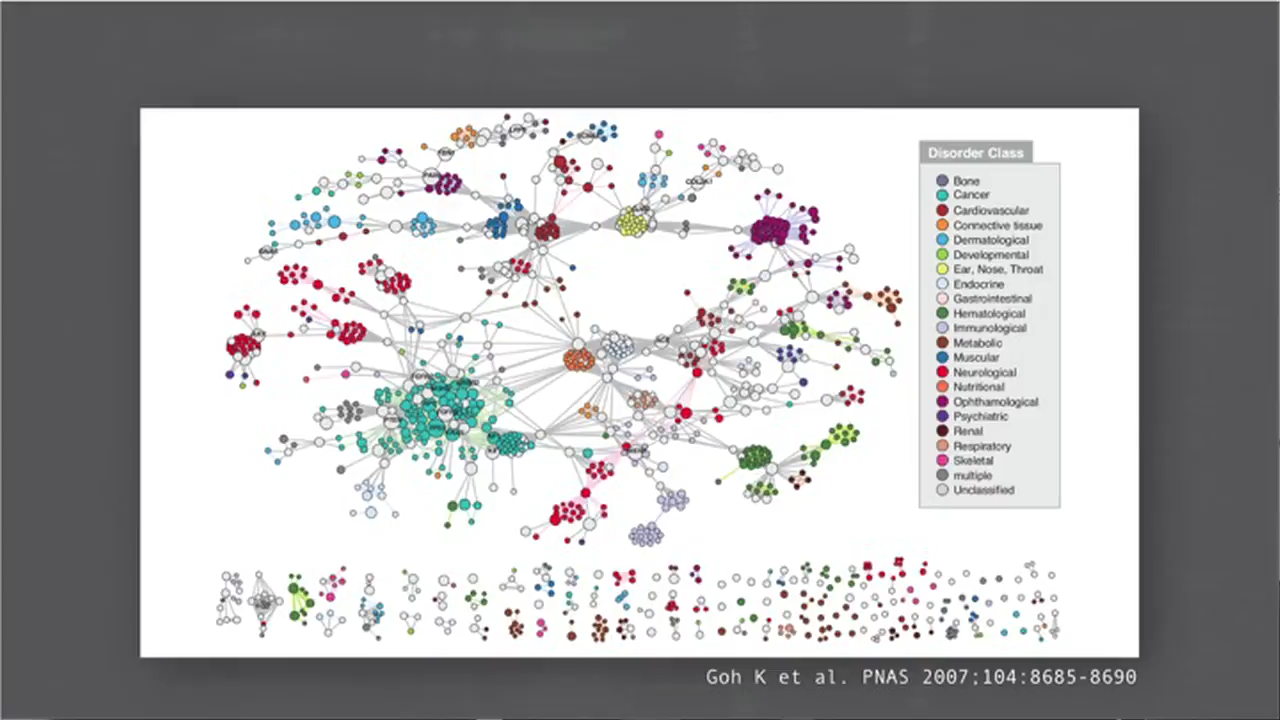 Disorder Class
Bone
Cancer
Cardiovascular
Connective tissue
Dermatological
Developmental
Ear, Nose, Throat
Endocrine
Gastrointestinal
Hematological
Immunological
Metabolic
Muscular
Neurological
Nutritional
Ophthamological
Psychiatric
Renal
Respiratory
Skeletal
multiple
Unclassified
Goh K et al. PNAS 2007;104:8685-8690